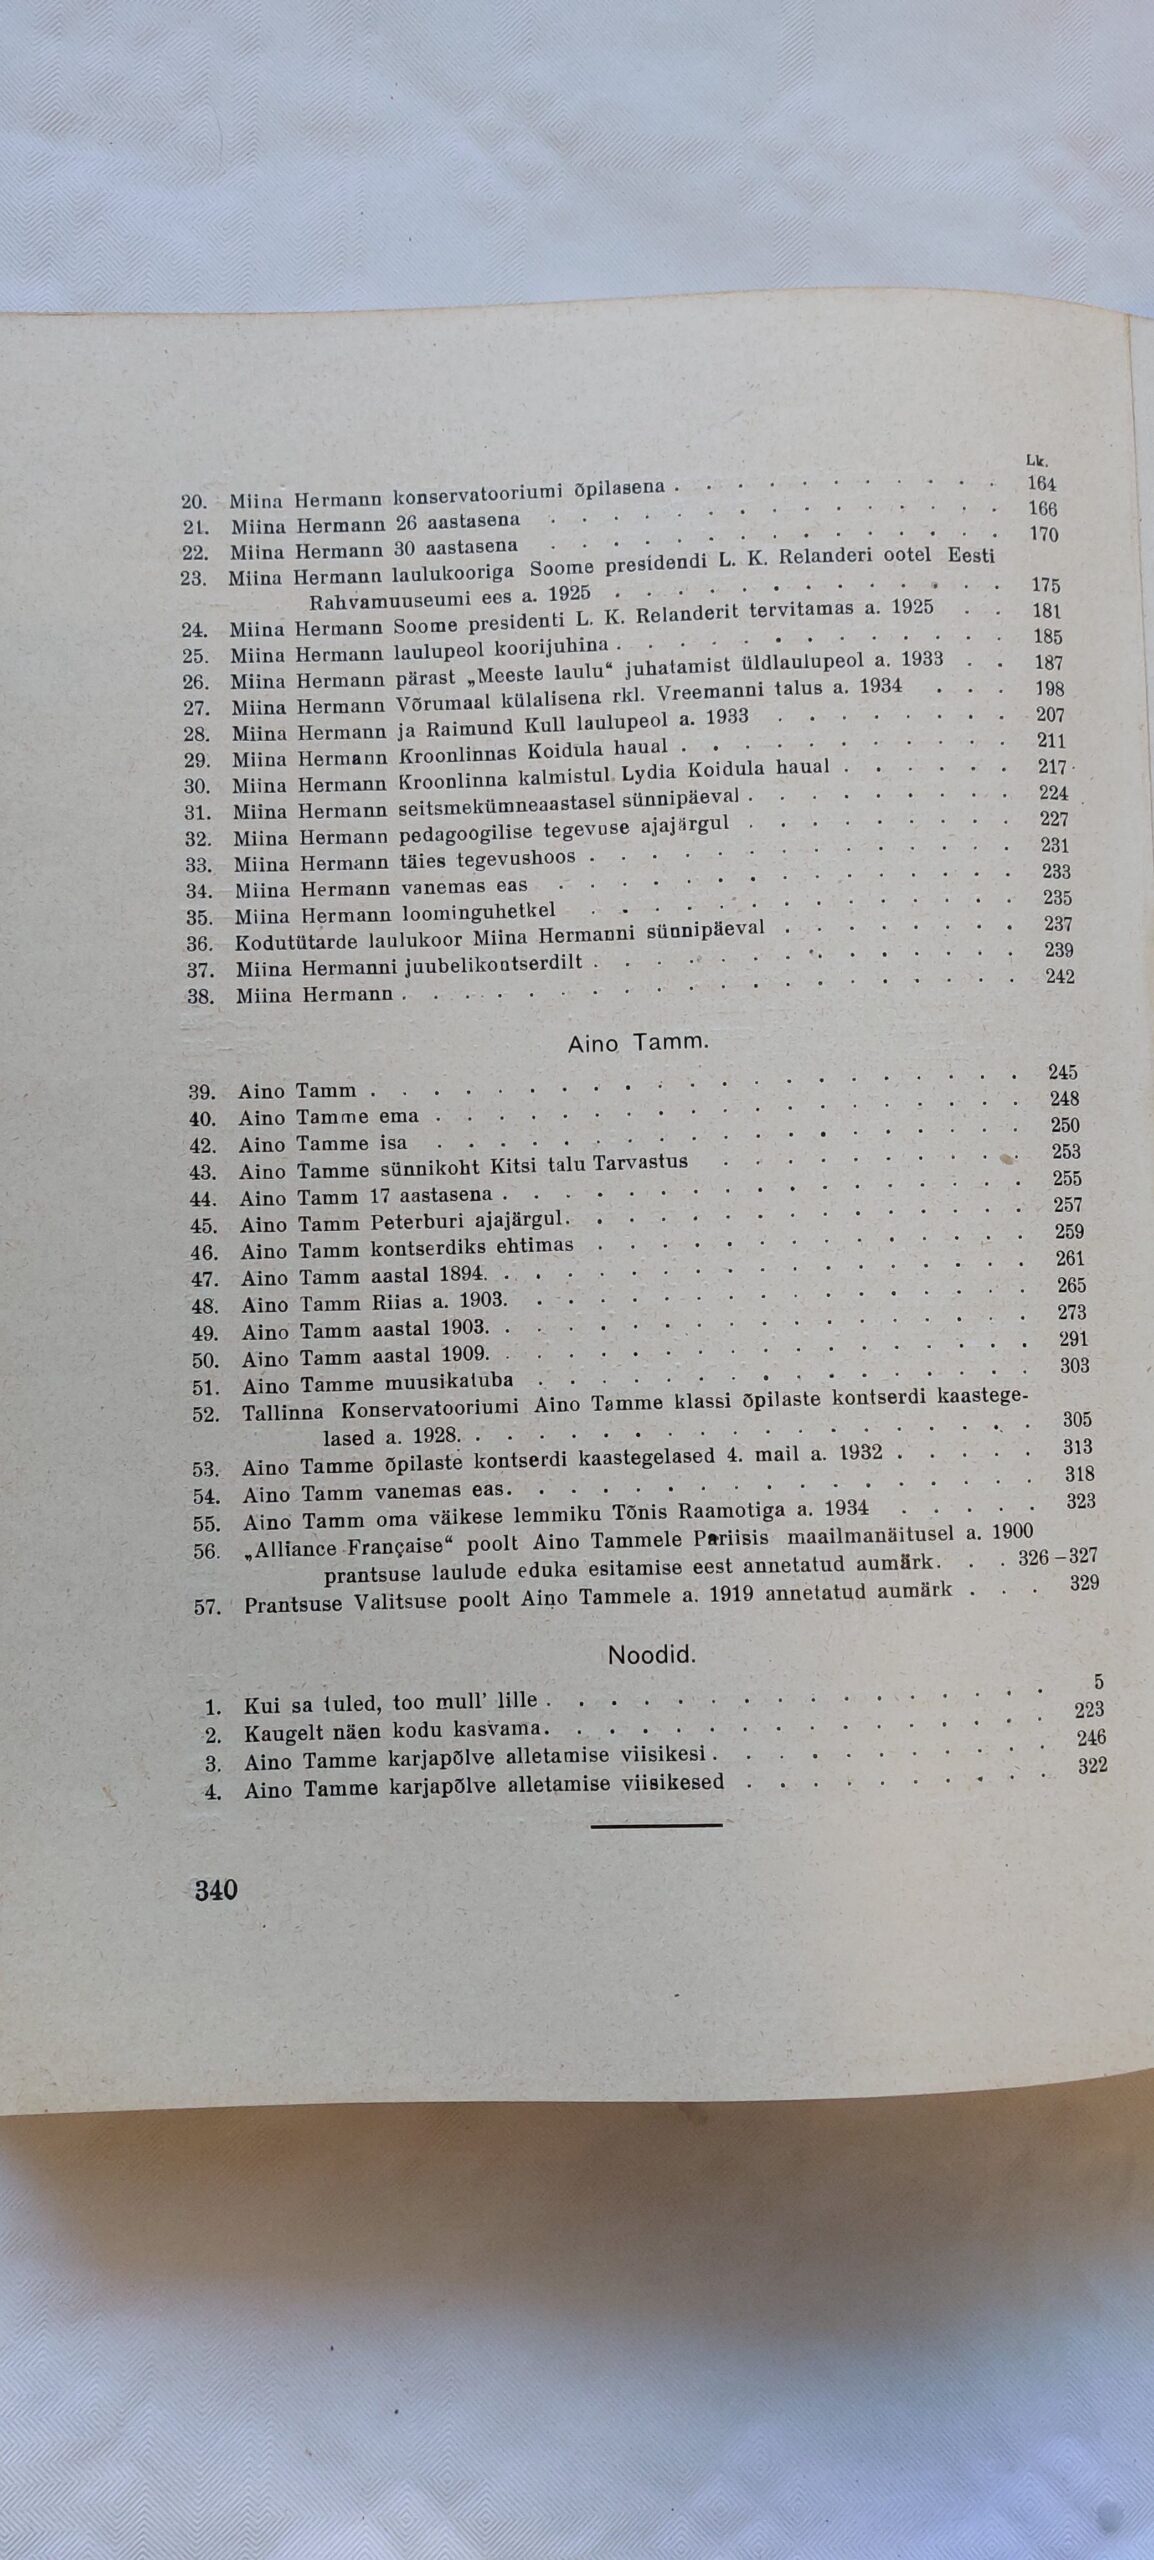 Lk.
20. Miina Hermann konservatooriumi õpilasena . . . . . . . . . . . 164
21. Miina Hermann 26 aastasena . . . . . . . . . . . . . . . 166
22. Miina Hermann 30 aastasena . . . . . . . . . . . . . . . 170
23. Miina Hermann laulukooriga Soome presidendi L. K. Relanderi ootel Eesti
Rahvamuuseumi ees a. 1925 . . . . . . . . . . . . . 175
24. Miina Hermann Soome presidenti L. K. Relanderit tervitamas a. 1925 . . 181
25. Miina Hermann laulupeol koorijuhina . . . . . . . . . . . . . 185
26. Miina Hermann pärast „Meeste laulu“ juhatamist üldlaulupeol a. 1933 . . 187
27. Miina Hermann Võrumaal külalisena rkl. Vreemanni talus a. 1934 . . . 198
28. Miina Hermann ja Raimund Kull laulupeol a. 1933 . . . . . . . . 207
29. Miina Hermann Kroonlinnas Koidula haual . . . . . . . . . . . 211
30. Miina Hermann Kroonlinna kalmistul Lydia Koidula haual . . . . . . 217
31. Miina Hermann seitsmekümneaastasel sünnipäeval . . . . . . . . . 224
32. Miina Hermann pedagoogilise tegevuse ajajärgul . . . . . . . . . 227
33. Miina Hermann täies tegevushoos . . . . . . . . . . . . . . 231
34. Miina Hermann vanemas eas . . . . . . . . . . . . . . . 233
35. Miina Hermann loominguhetkel . . . . . . . . . . . . . . 235
36. Kodutütarde laulukoor Miina Hermanni sünnipäeval . . . . . . . . 237
37. Miina Hermanni juubelikontserdilt . . . . . . . . . . . . . . 239
38. Miina Hermann . . . . . . . . . . . . . . . . . . . . 242
Aino Tamm.
39. Aino Tamm . . . . . . . . . . . . . . . . . . . . . 245
40. Aino Tamme ema . . . . . . . . . . . . . . . . . . . 248
42. Aino Tamme isa . . . . . . . . . . . . . . . . . . . 250
43. Aino Tamme sünnikoht Kitsi talu Tarvastus . . . . . . . . . . 253
44. Aino Tamm 17 aastasena . . . . . . . . . . . . . . . . . 255
45. Aino Tamm Peterburi ajajärgul. . . . . . . . . . . . . . . . 257
46. Aino Tamm kontserdiks ehtimas . . . . . . . . . . . . . . 259
47. Aino Tamm aastal 1894. . . . . . . . . . . . . . . . . . 261
48. Aino Tamm Riias a. 1903. . . . . . . . . . . . . . . . . 265
49. Aino Tamm aastal 1903. . . . . . . . . . . . . . . . . . 273
50. Aino Tamm aastal 1909. . . . . . . . . . . . . . . . . . 291
51. Aino Tamme muusikatuba . . . . . . . . . . . . . . . . 303
52. Tallinna Konservatooriumi Aino Tamme klassi õpilaste kontserdi kaastege-
lased a. 1928. . . . . . . . . . . . . . . . . . . 305
53. Aino Tamme õpilaste kontserdi kaastegelased 4. mail a. 1932 . . . . . 313
54. Aino Tamm vanemas eas. . . . . . . . . . . . . . . . . 318
55. Aino Tamm oma väikese lemmiku Tõnis Raamotiga a. 1934 . . . . . 323
56. „Alliance Française“ poolt Aino Tammele Pariisis maailmanäitusel a. 1900
prantsuse laulude eduka esitamise eest annetatud aumärk. . . 326–327
57. Prantsuse Valitsuse poolt Aino Tammele a. 1919 annetatud aumärk . . . 329
Noodid.
1. Kui sa tuled, too mull’ lille . . . . . . . . . . . . . . . . 5
2. Kaugelt näen kodu kasvama. . . . . . . . . . . . . . . . 223
3. Aino Tamme karjapõlve alletamise viisikesi . . . . . . . . . . . 246
4. Aino Tamme karjapõlve alletamise viisikesed . . . . . . . . . . 322
340